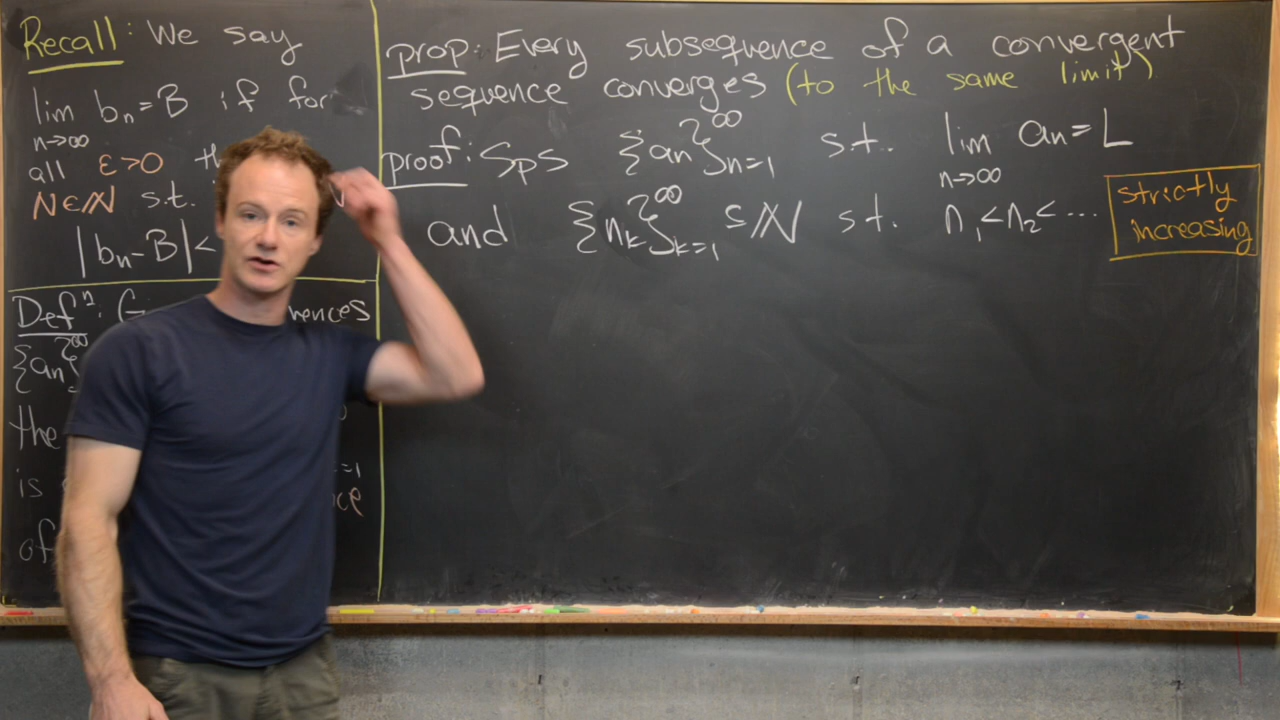 Recall: We say
lim bn = B if for
n→∞
all ε>0
N∈ℕ s.t.
|bn-B|<
Defⁿ:
{an
the
is
of
prop: Every subsequence of a convergent
sequence converges (to the same limit)
proof: Sps {an}∞n=1 s.t. lim an = L
n→∞
and {nk}∞k=1 ⊆ ℕ st. n1<n2<...
strictly
increasing